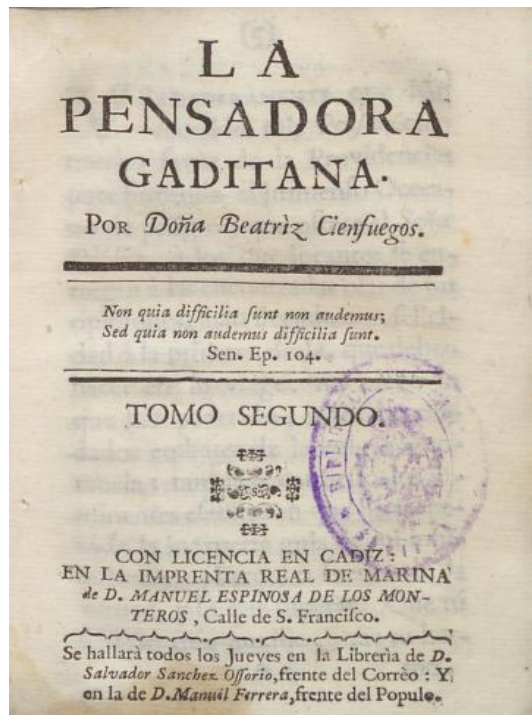 LA
PENSADORA
GADITANA.
POR Doña Beatrìz Cienfuegos.
Non quia difficilia ſunt non audemus;
Sed quia non audemus difficilia ſunt.
Sen. Ep. 104.
TOMO SEGUNDO.
CON LICENCIA EN CADIZ:
EN LA IMPRENTA REAL DE MARINA
de D. MANUEL ESPINOSA DE LOS MON-
TEROS, Calle de S. Franciſco.
Se hallarà todos los Jueves en la Librerìa de D.
Salvador Sanchez Oſſorio, frente del Corrèo: Y
en la de D. Manuel Ferrera, frente del Populo.